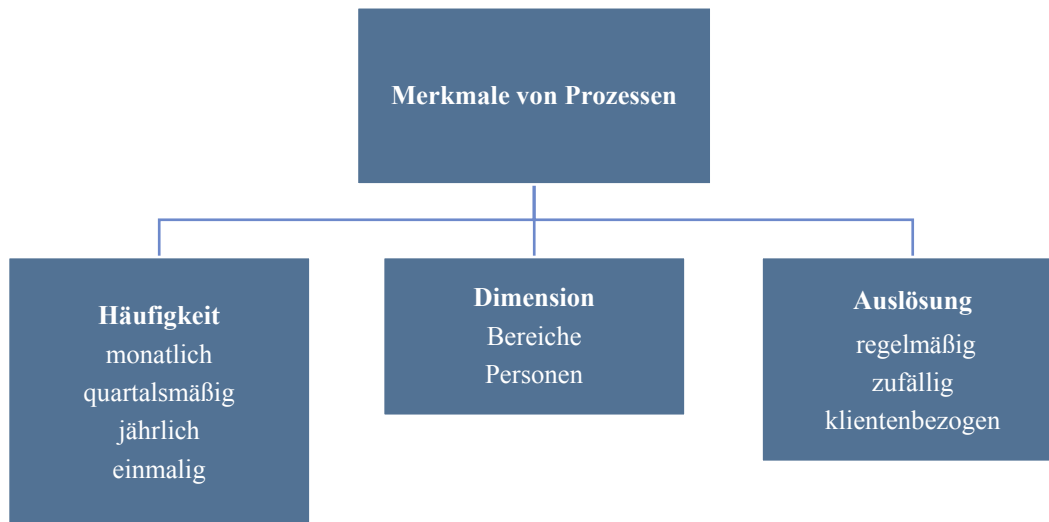 Merkmale von Prozessen
Häufigkeit
monatlich
quartalsmäßig
jährlich
einmalig
Dimension
Bereiche
Personen
Auslösung
regelmäßig
zufällig
klientenbezogen